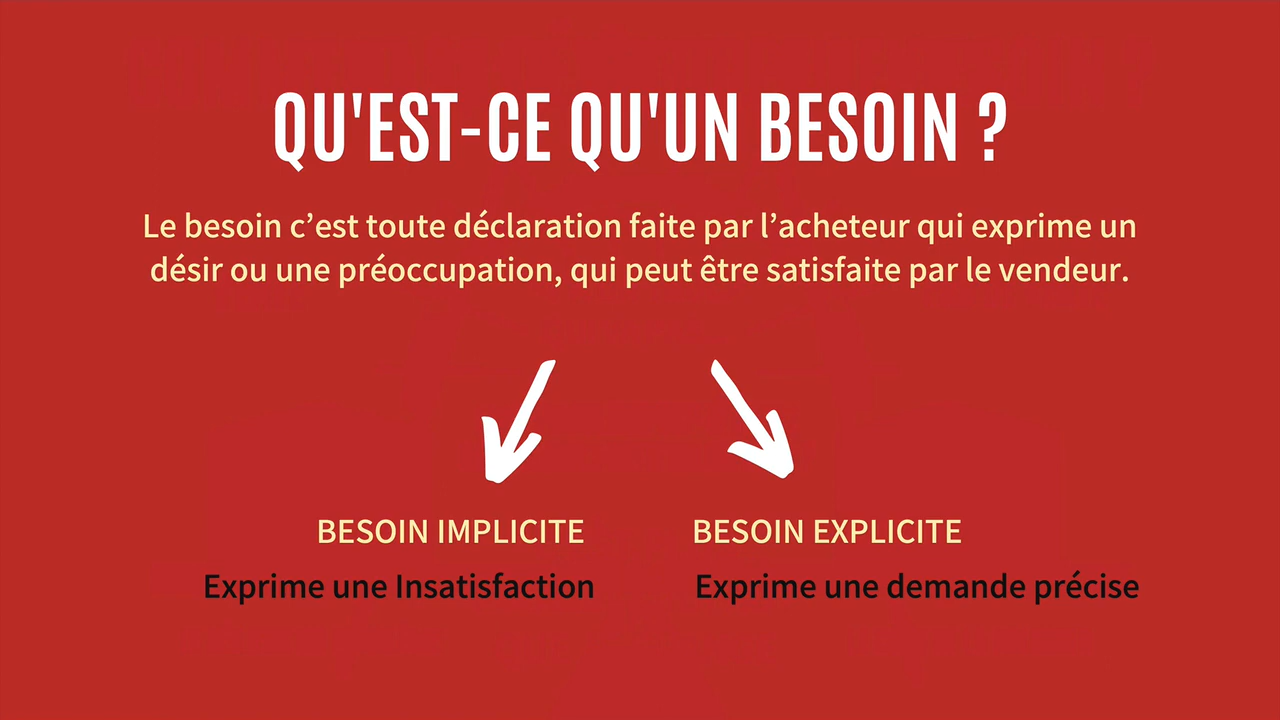 QU'EST-CE QU'UN BESOIN ?
Le besoin c’est toute déclaration faite par l’acheteur qui exprime un
désir ou une préoccupation, qui peut être satisfaite par le vendeur.
BESOIN IMPLICITE
Exprime une Insatisfaction
BESOIN EXPLICITE
Exprime une demande précise